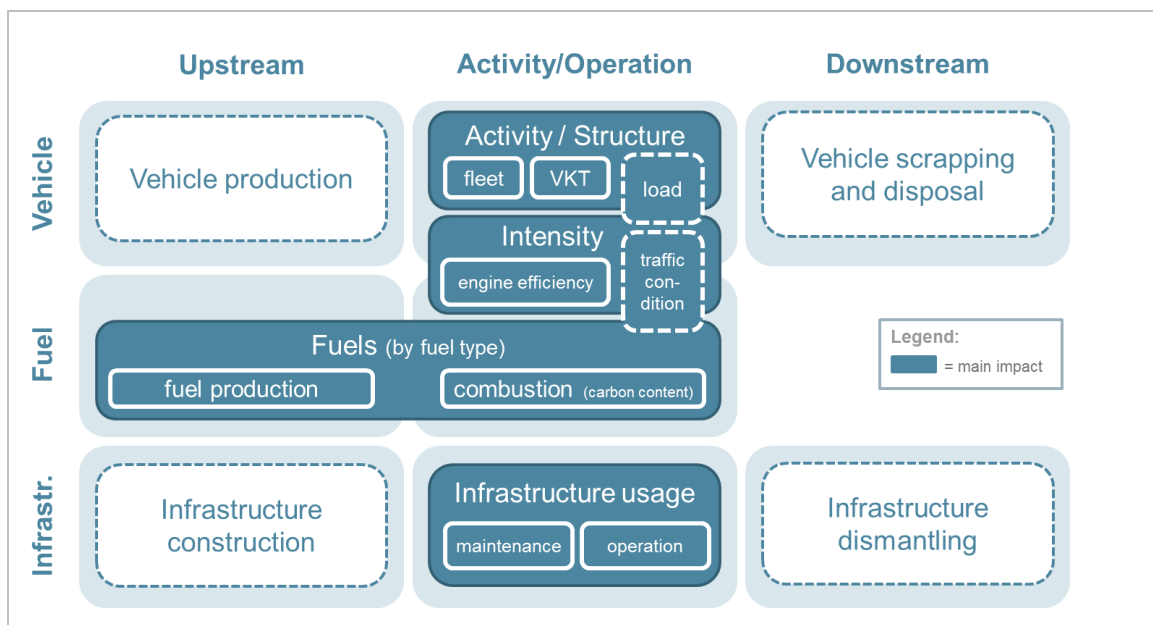 Upstream
Activity/Operation
Downstream
Vehicle
Vehicle production
Activity / Structure
fleet
VKT
load
Intensity
engine efficiency
traffic
con-
dition
Vehicle scrapping
and disposal
Fuel
Fuels (by fuel type)
fuel production
combustion (carbon content)
Legend:
= main impact
Infrastr.
Infrastructure
construction
Infrastructure usage
maintenance
operation
Infrastructure
dismantling